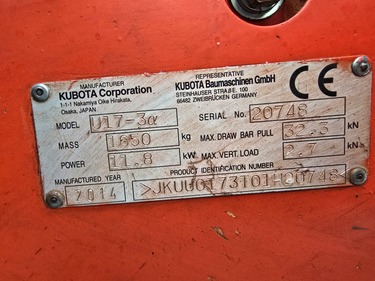 MANUFACTURER
KUBOTA Corporation
1-1-1 Nakamiya Oike Hirakata,
Osaka, JAPAN
REPRESENTATIVE
KUBOTA Baumaschinen GmbH
STEINHAUSER STRAßE 100
66482 ZWEIBRÜCKEN GERMANY
CE
MODEL U17-3α
SERIAL No. 20748
MASS 1650 kg
MAX. DRAW BAR PULL 32.3 kN
POWER 11.8 kW
MAX. VERT. LOAD 2.7 kN
MANUFACTURED YEAR
2014
PRODUCT IDENTIFICATION NUMBER